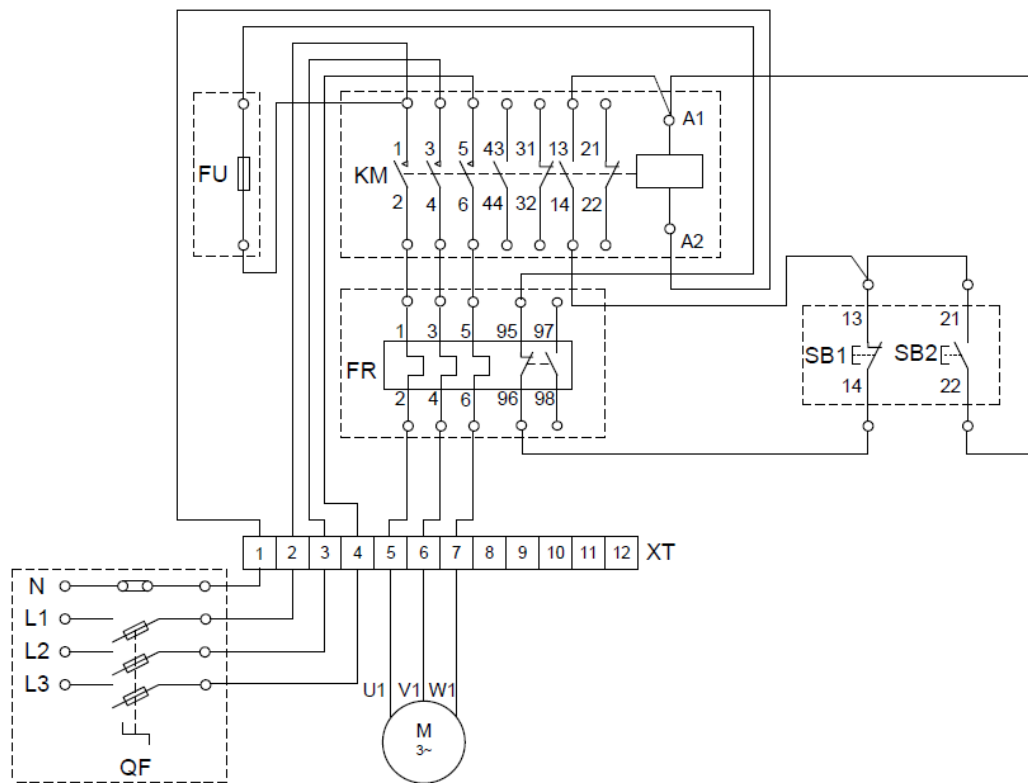 A1
1 3 5 43 31 13 21
FU
KM
2 4 6 44 32 14 22
A2
1 3 5 95 97
13 21
SB1 SB2
FR
14 22
2 4 6 96 98
1 2 3 4 5 6 7 8 9 10 11 12 XT
N
L1
L2
L3
U1 V1 W1
M
3~
QF